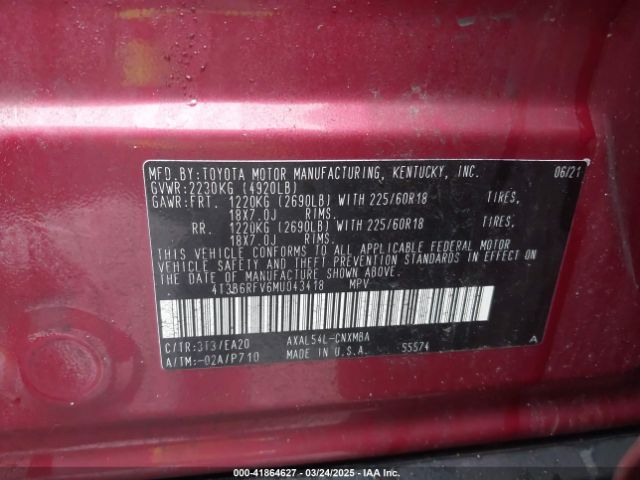 MFD.BY:TOYOTA MOTOR MANUFACTURING, KENTUCKY, INC. 06/21
GVWR:2230KG (4920LB)
GAWR:FRT. 1220KG (2690LB) WITH 225/60R18 TIRES,
18X7.0J RIMS.
RR. 1220KG (2690LB) WITH 225/60R18 TIRES,
18X7.0J RIMS.
THIS VEHICLE CONFORMS TO ALL APPLICABLE FEDERAL MOTOR
VEHICLE SAFETY AND THEFT PREVENTION STANDARDS IN EFFECT ON
THE DATE OF MANUFACTURE SHOWN ABOVE.
4T3B6RFV6MU043418 MPV
C/TR:3T3/EA20 AXAL54L-CNXMBA
A/TM:-02A/P710 MADE IN U.S.A. 55574 A
000-41864627 - 03/24/2025 - IAA Inc.